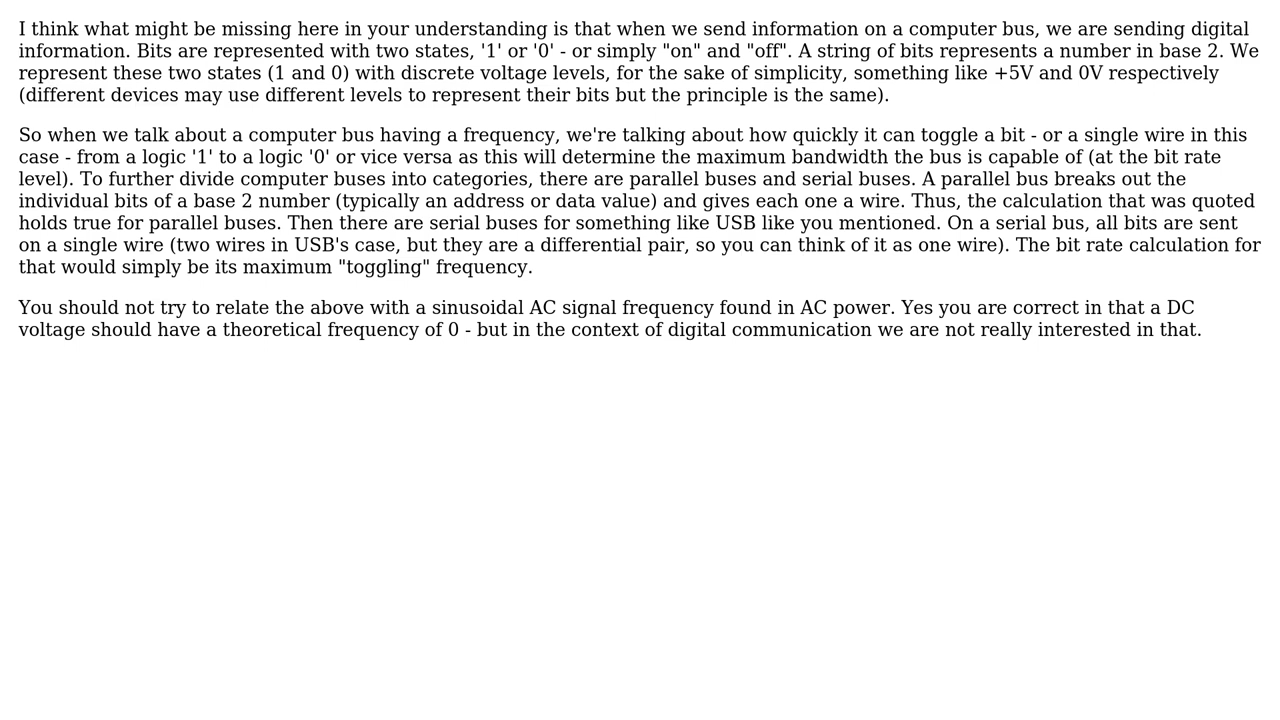 I think what might be missing here in your understanding is that when we send information on a computer bus, we are sending digital
information. Bits are represented with two states, '1' or '0' - or simply "on" and "off". A string of bits represents a number in base 2. We
represent these two states (1 and 0) with discrete voltage levels, for the sake of simplicity, something like +5V and 0V respectively
(different devices may use different levels to represent their bits but the principle is the same).
So when we talk about a computer bus having a frequency, we're talking about how quickly it can toggle a bit - or a single wire in this
case - from a logic '1' to a logic '0' or vice versa as this will determine the maximum bandwidth the bus is capable of (at the bit rate
level). To further divide computer buses into categories, there are parallel buses and serial buses. A parallel bus breaks out the
individual bits of a base 2 number (typically an address or data value) and gives each one a wire. Thus, the calculation that was quoted
holds true for parallel buses. Then there are serial buses for something like USB like you mentioned. On a serial bus, all bits are sent
on a single wire (two wires in USB's case, but they are a differential pair, so you can think of it as one wire). The bit rate calculation for
that would simply be its maximum "toggling" frequency.
You should not try to relate the above with a sinusoidal AC signal frequency found in AC power. Yes you are correct in that a DC
voltage should have a theoretical frequency of 0 - but in the context of digital communication we are not really interested in that.